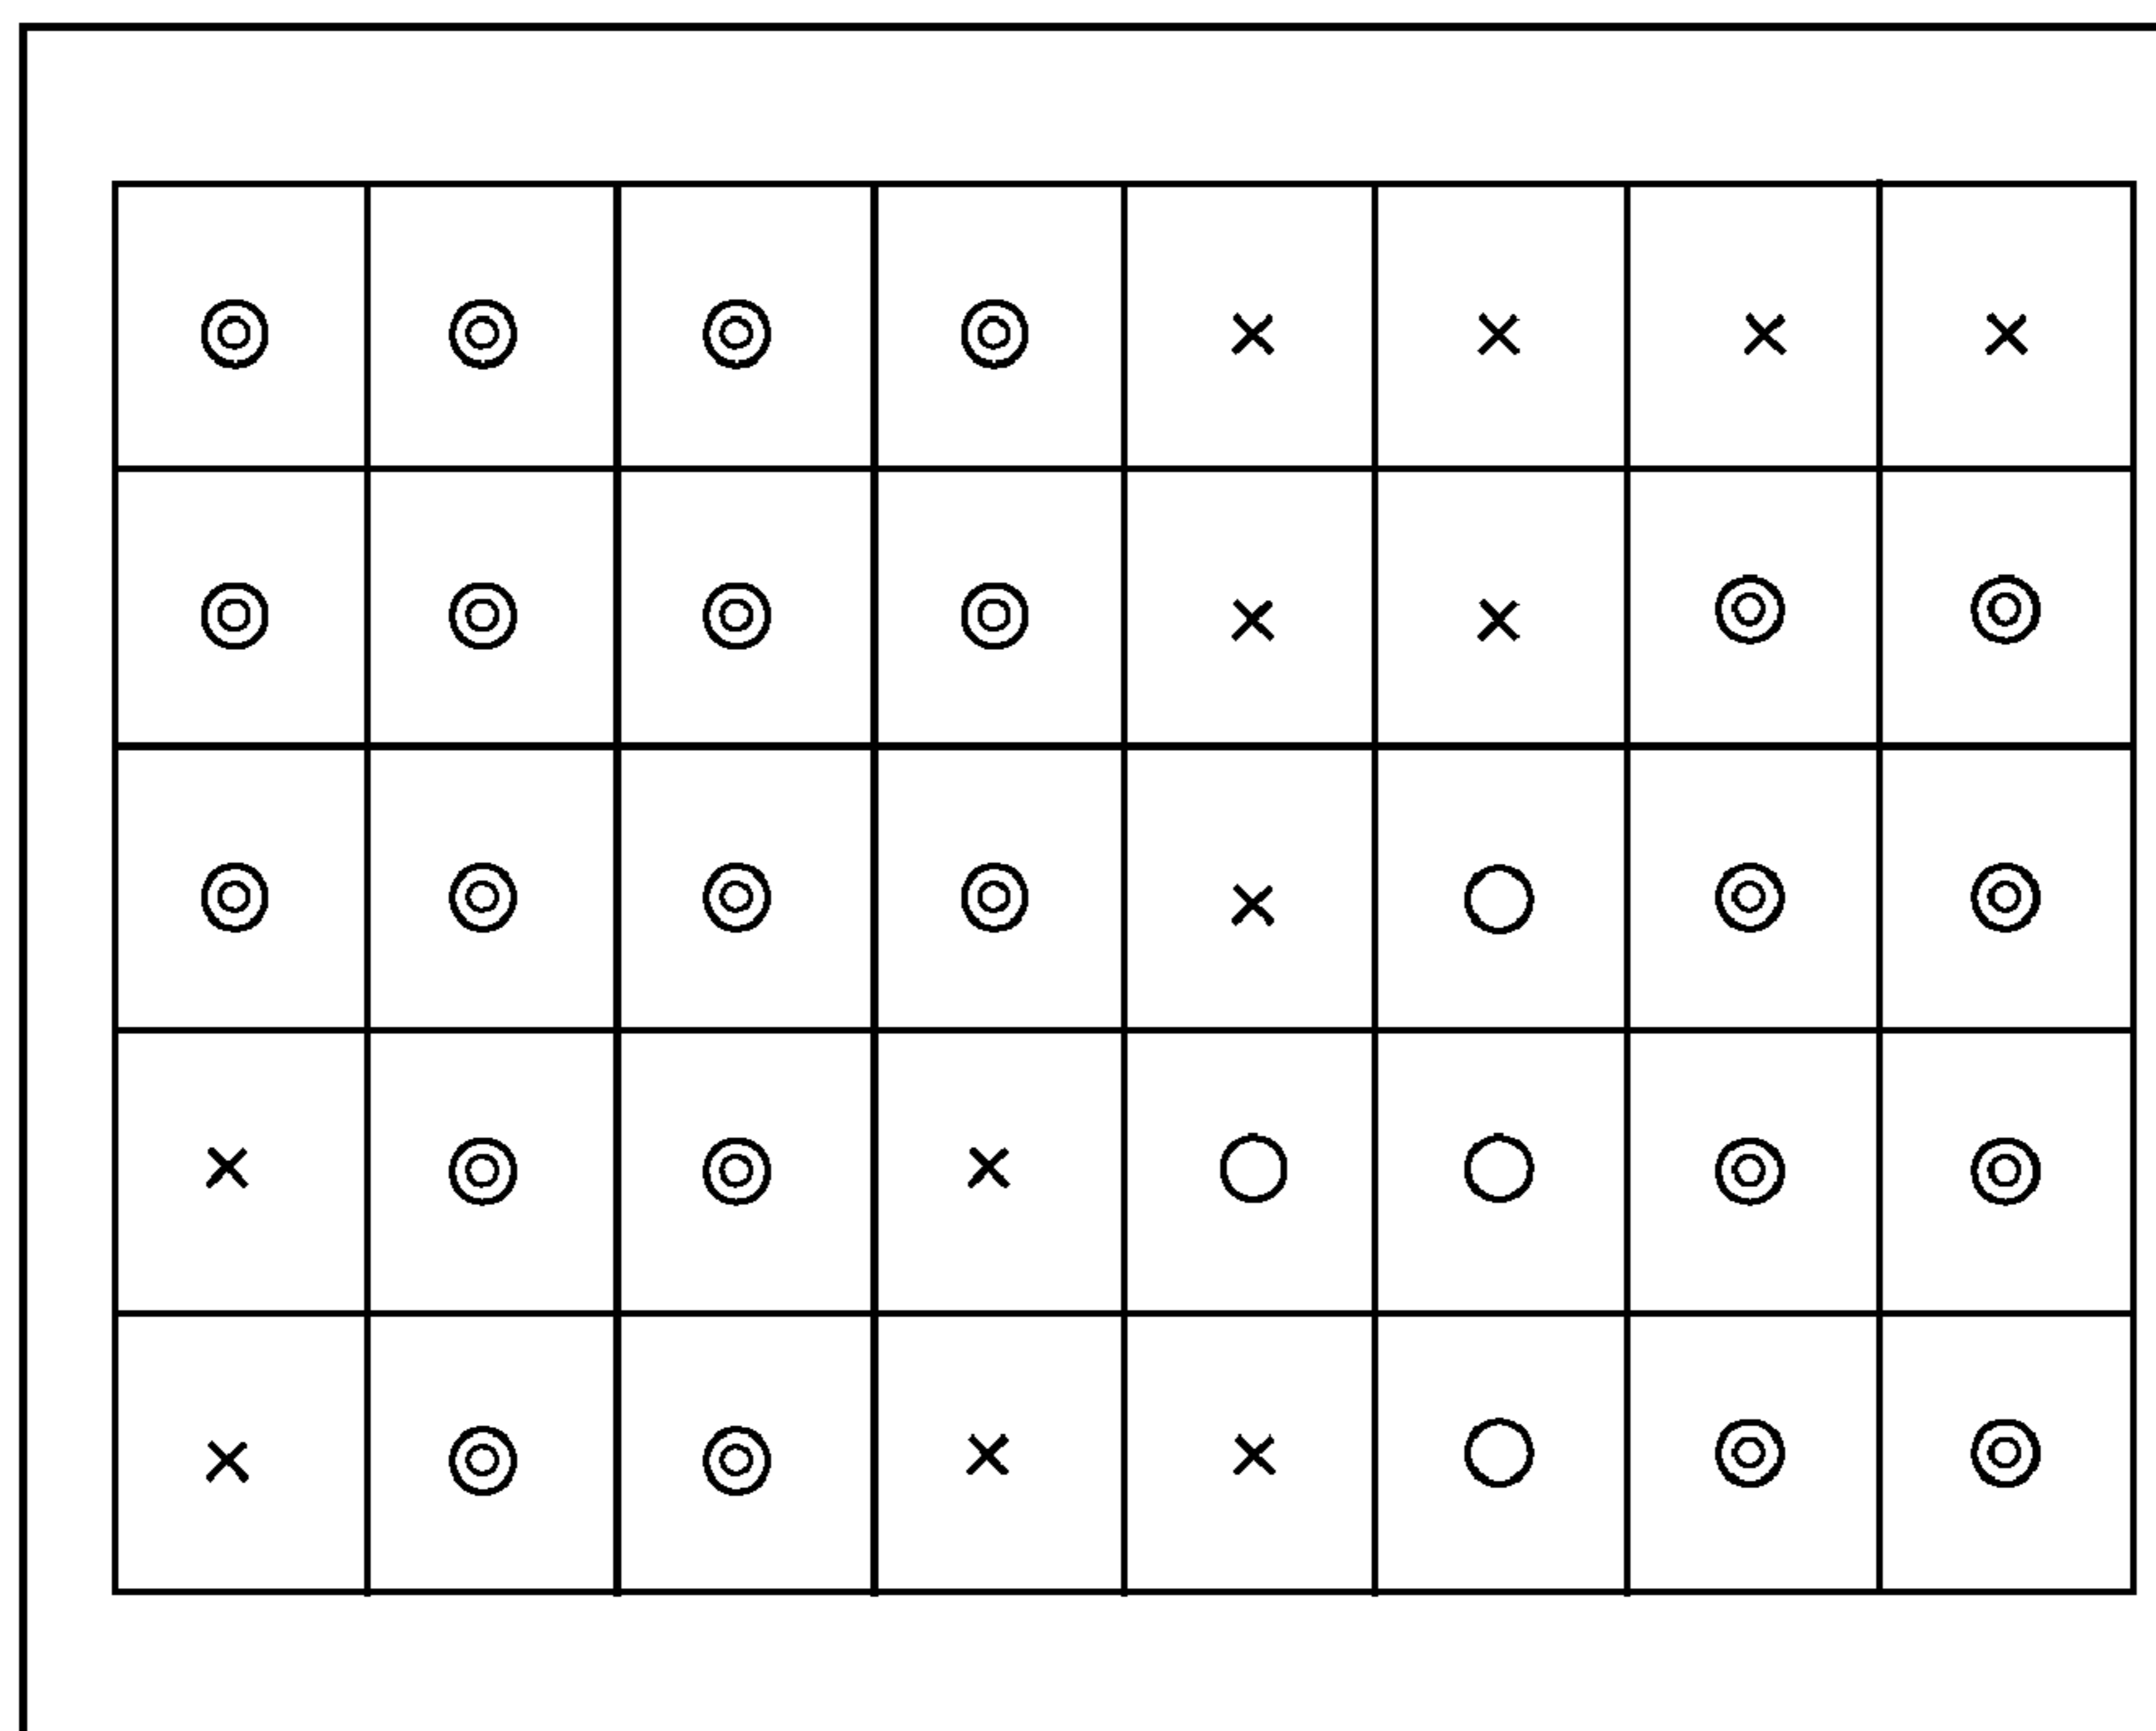 ◎ ◎ ◎ ◎ × × × ×
◎ ◎ ◎ ◎ × × ◎ ◎
◎ ◎ ◎ ◎ × ○ ◎ ◎
× ◎ ◎ × ○ ○ ◎ ◎
× ◎ ◎ × × ○ ◎ ◎